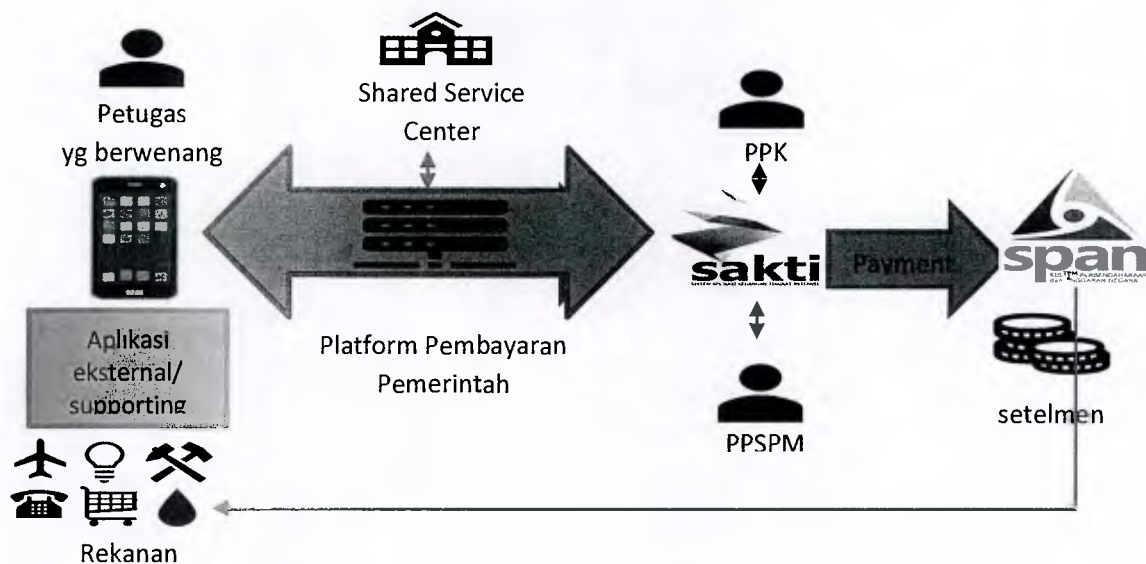 Petugas
yg berwenang
Aplikasi
eksternal/
supporting
Rekanan
Shared Service
Center
Platform Pembayaran
Pemerintah
PPK
sakti
PPSPM
Payment
span
setelmen